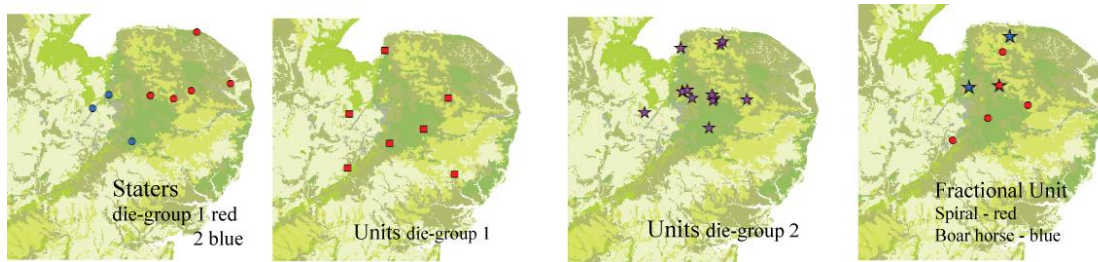 Staters
die-group 1 red
2 blue
Units die-group 1
Units die-group 2
Fractional Unit
Spiral - red
Boar horse - blue